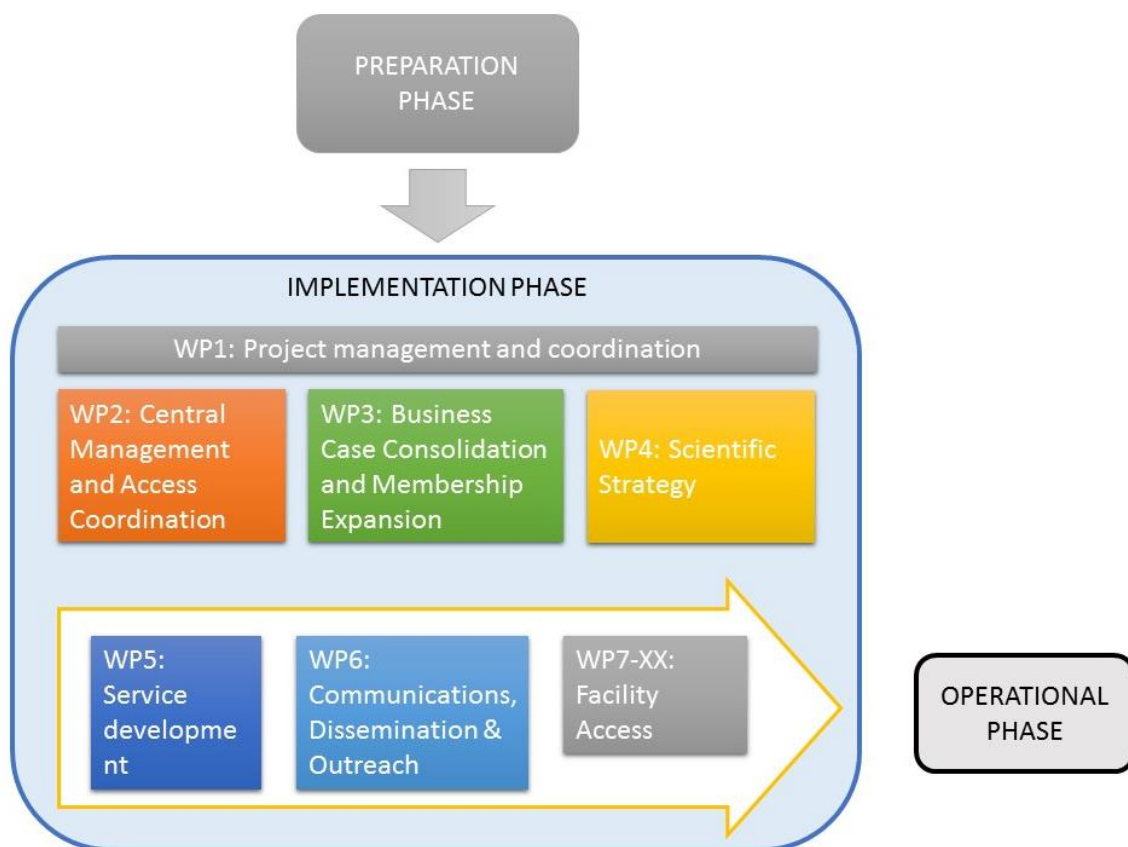 PREPARATION
PHASE
IMPLEMENTATION PHASE
WP1: Project management and coordination
WP2: Central
Management
and Access
Coordination
WP3: Business
Case Consolidation
and Membership
Expansion
WP4: Scientific
Strategy
WP5:
Service
developme
nt
WP6:
Communications,
Dissemination &
Outreach
WP7-XX:
Facility
Access
OPERATIONAL
PHASE